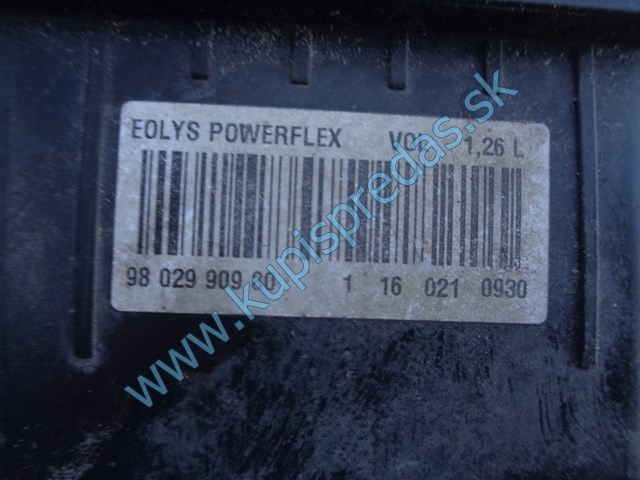 EOLYS POWERFLEX 1,26 L
98 029 909 1 16 021 0930
www.kupispredas.sk